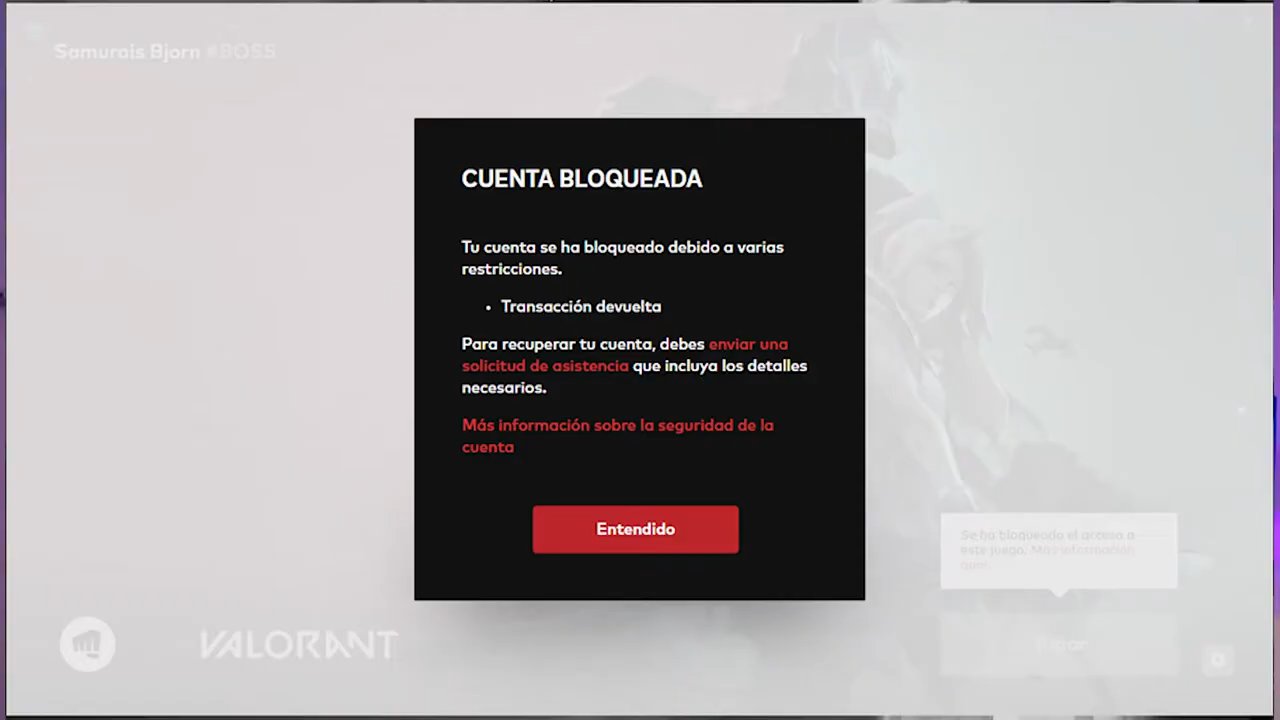 Samurais Bjorn #BOSS
CUENTA BLOQUEADA
Tu cuenta se ha bloqueado debido a varias
restricciones.
• Transacción devuelta
Para recuperar tu cuenta, debes enviar una
solicitud de asistencia que incluya los detalles
necesarios.
Más información sobre la seguridad de la
cuenta
Entendido
Se ha bloqueado el acceso a
este juego. Más información
aquí.
VALORANT
Jugar